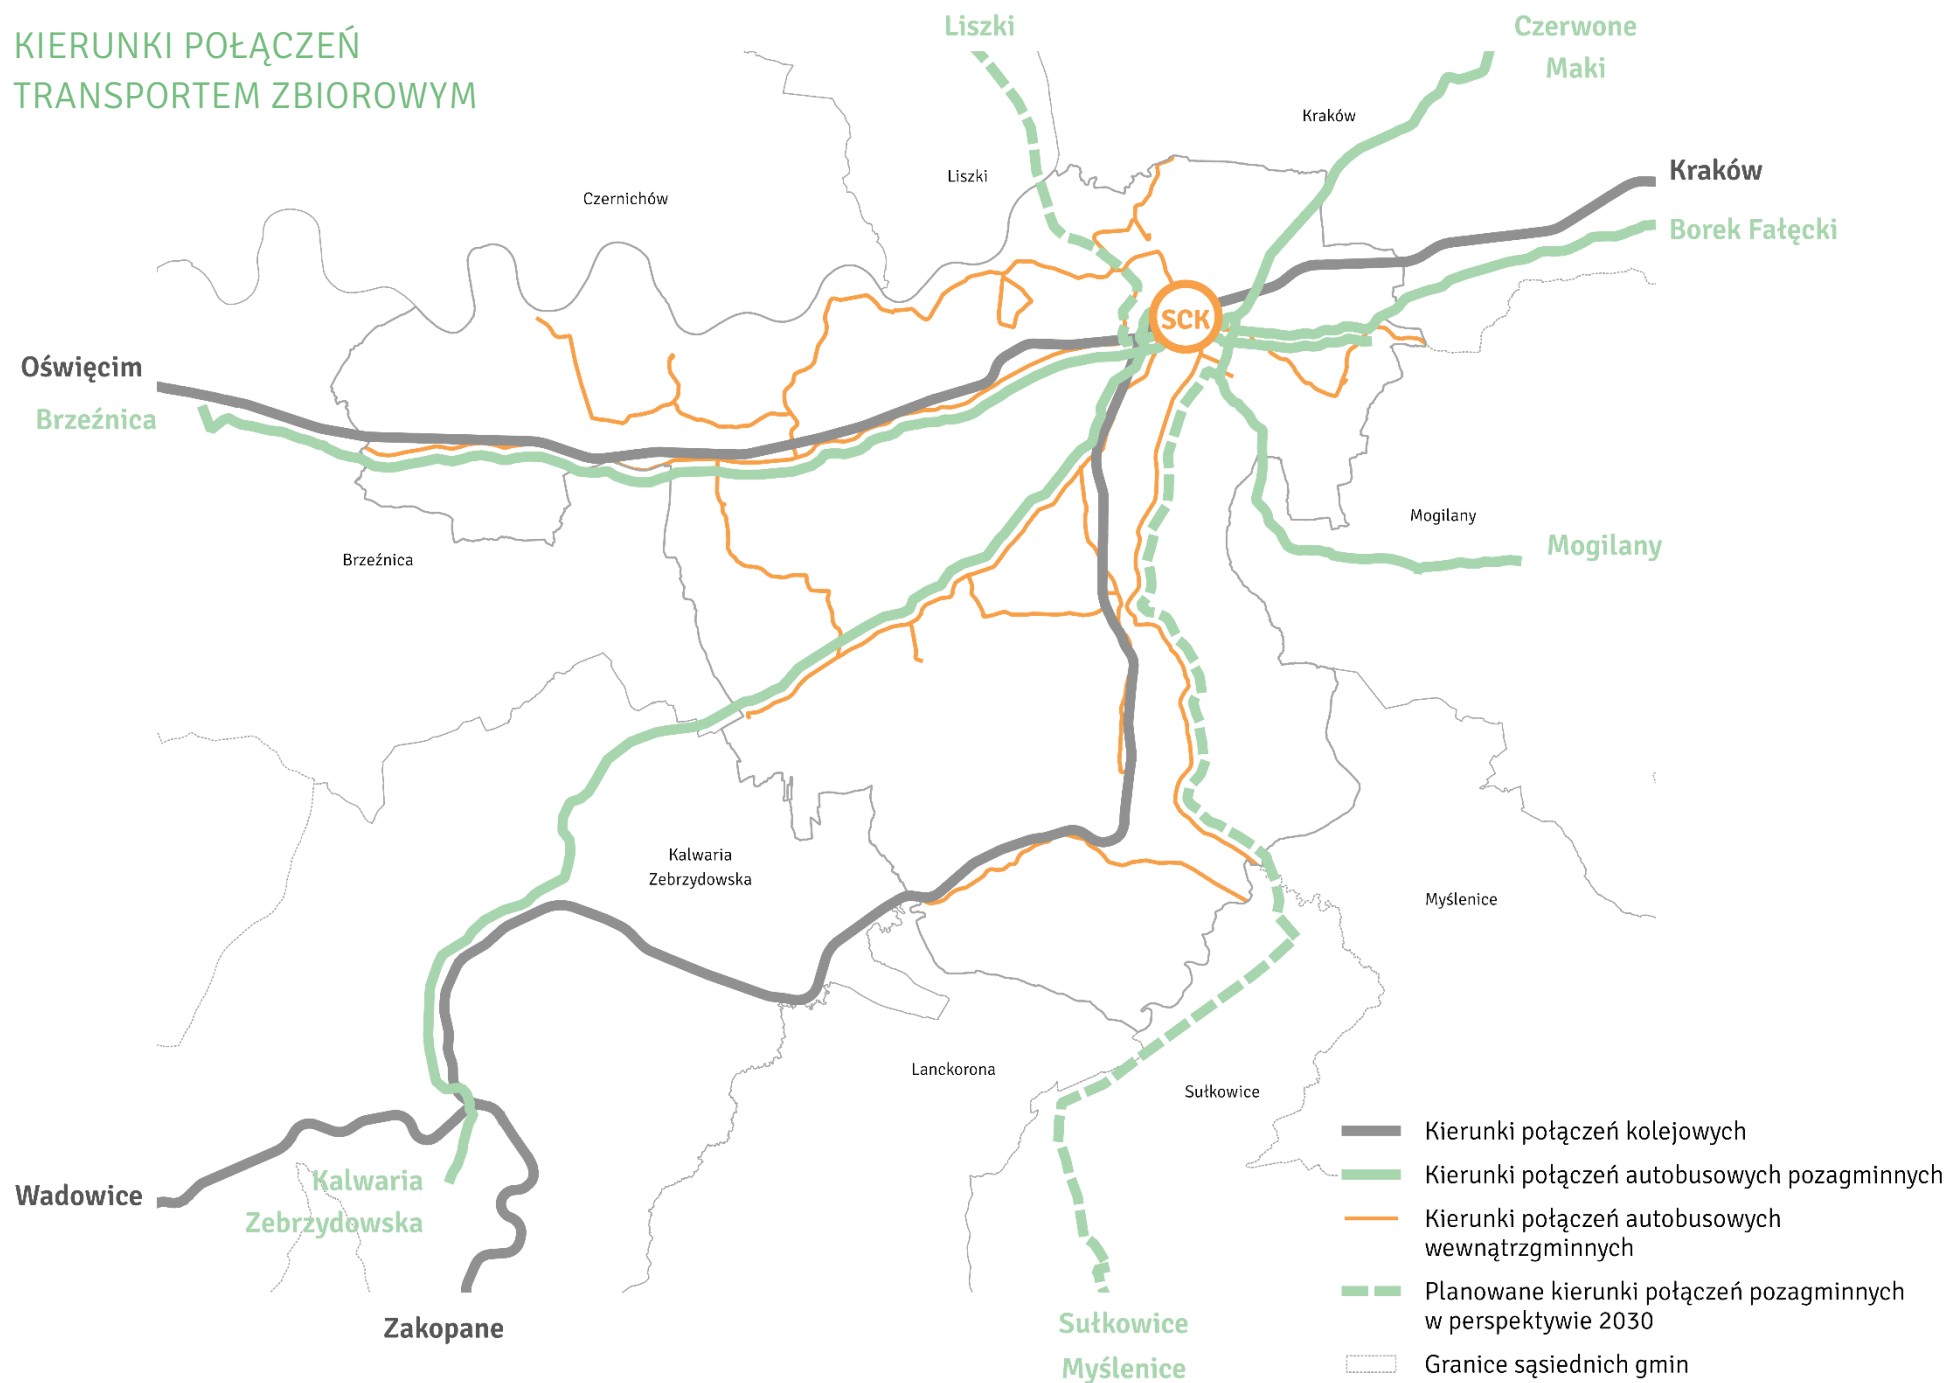 KIERUNKI POŁĄCZEŃ
TRANSPORTEM ZBIOROWYM
Liszki
Czerwone
Maki
Kraków
Kraków
Liszki
Czernichów
Borek Fałęcki
SCK
Oświęcim
Brzeźnica
Mogilany
Mogilany
Brzeźnica
Kalwaria
Zebrzydowska
Myślenice
Lanckorona
Sułkowice
Wadowice
Kalwaria
Zebrzydowska
Zakopane
Sułkowice
Myślenice
Kierunki połączeń kolejowych
Kierunki połączeń autobusowych pozagminnych
Kierunki połączeń autobusowych
wewnątrzgminnych
Planowane kierunki połączeń pozagminnych
w perspektywie 2030
Granice sąsiednich gmin